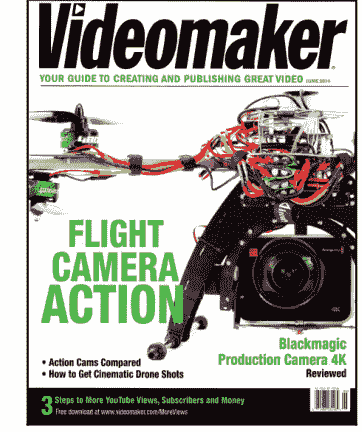 Videomaker
YOUR GUIDE TO CREATING AND PUBLISHING GREAT VIDEO JUNE 2014
FLIGHT
CAMERA
ACTION
Blackmagic
Production Camera 4K
Reviewed
• Action Cams Compared
• How to Get Cinematic Drone Shots
3 Steps to More YouTube Views, Subscribers and Money
Free download at www.videomaker.com/MoreViews